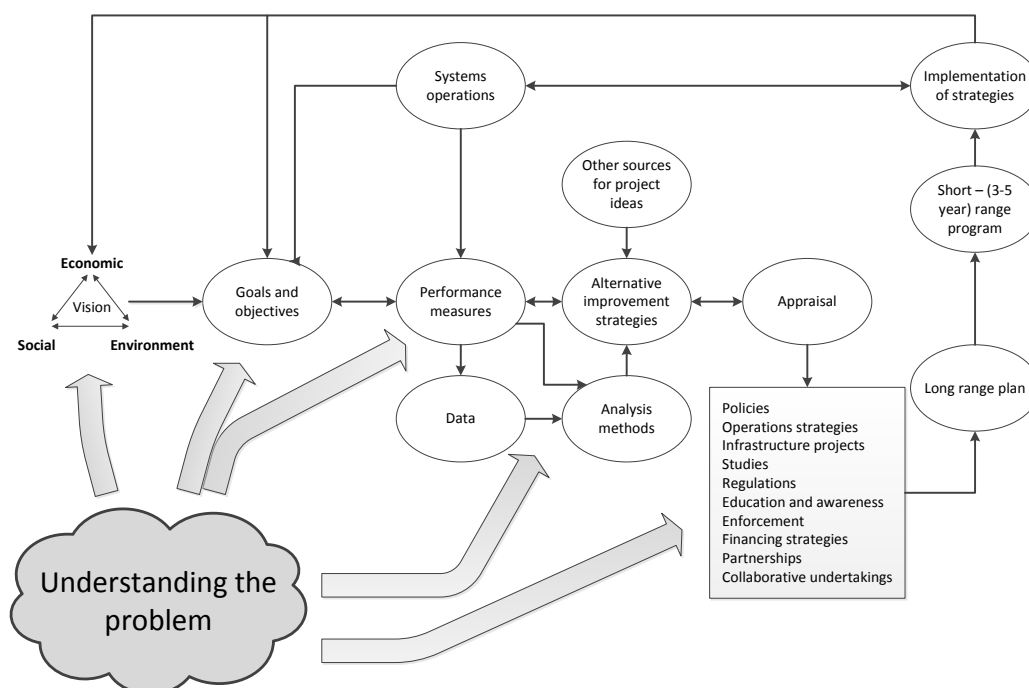 Systems
operations
Implementation
of strategies
Other sources
for project
ideas
Short – (3-5
year) range
program
Economic
Vision
Social
Environment
Goals and
objectives
Performance
measures
Alternative
improvement
strategies
Appraisal
Data
Analysis
methods
Long range plan
Policies
Operations strategies
Infrastructure projects
Studies
Regulations
Education and awareness
Enforcement
Financing strategies
Partnerships
Collaborative undertakings
Understanding the
problem